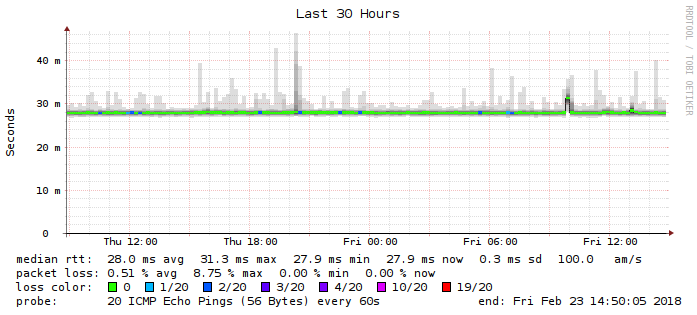 Last 30 Hours
RRDTOOL / TOBI OETIKER
Seconds
40 m
30 m
20 m
10 m
0
Thu 12:00 Thu 18:00 Fri 00:00 Fri 06:00 Fri 12:00
median rtt: 28.0 ms avg 31.3 ms max 27.9 ms min 27.9 ms now 0.3 ms sd 100.0 am/s
packet loss: 0.51 % avg 8.75 % max 0.00 % min 0.00 % now
loss color: 0 1/20 2/20 3/20 4/20 10/20 19/20
probe: 20 ICMP Echo Pings (56 Bytes) every 60s end: Fri Feb 23 14:50:05 2018